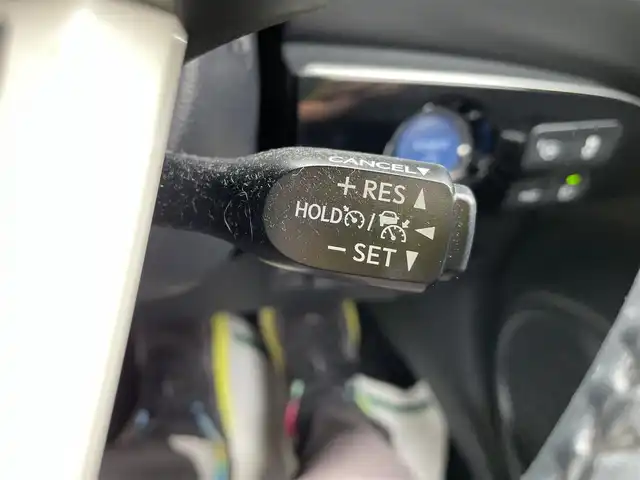 CANCEL▼
+ RES ▲
HOLD / ◀
− SET ▼